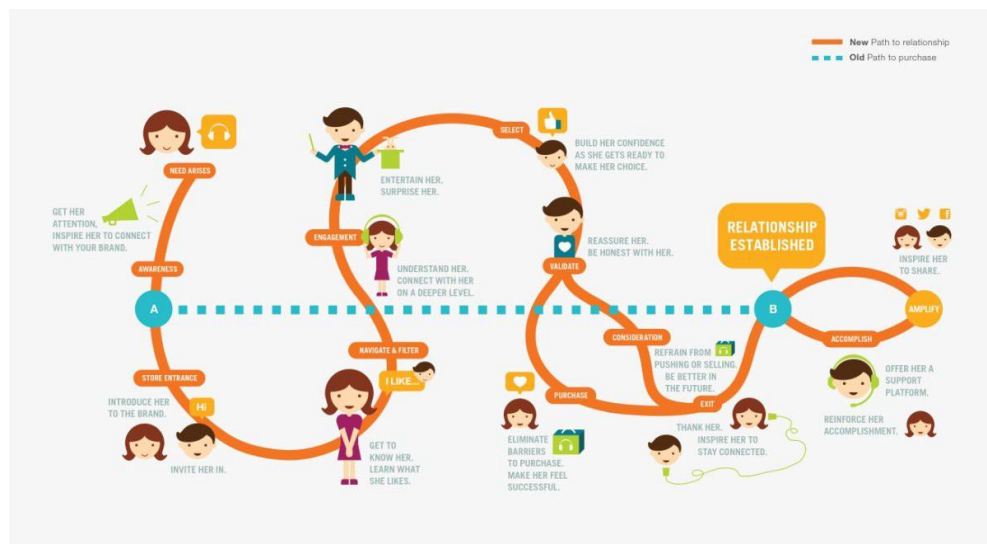 New Path to relationship
Old Path to purchase
NEED ARISES
GET HER
ATTENTION,
INSPIRE HER TO CONNECT
WITH YOUR BRAND.
AWARENESS
A
STORE ENTRANCE
INTRODUCE HER
TO THE BRAND.
Hi
INVITE HER IN.
I LIKE...
GET TO
KNOW HER.
LEARN WHAT
SHE LIKES.
NAVIGATE & FILTER
UNDERSTAND HER.
CONNECT WITH HER
ON A DEEPER LEVEL.
ENGAGEMENT
ENTERTAIN HER.
SURPRISE HER.
SELECT
BUILD HER CONFIDENCE
AS SHE GETS READY TO
MAKE HER CHOICE.
REASSURE HER.
BE HONEST WITH HER.
VALIDATE
CONSIDERATION
REFRAIN FROM
PUSHING OR SELLING.
BE BETTER IN
THE FUTURE.
PURCHASE
ELIMINATE
BARRIERS
TO PURCHASE.
MAKE HER FEEL
SUCCESSFUL.
EXIT
THANK HER.
INSPIRE HER TO
STAY CONNECTED.
RELATIONSHIP
ESTABLISHED
B
INSPIRE HER
TO SHARE.
AMPLIFY
ACCOMPLISH
OFFER HER A
SUPPORT
PLATFORM.
REINFORCE HER
ACCOMPLISHMENT.